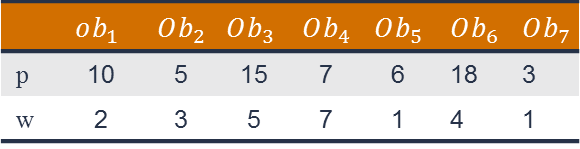 ob₁ Ob₂ Ob₃ Ob₄ Ob₅ Ob₆ Ob₇
p 10 5 15 7 6 18 3
w 2 3 5 7 1 4 1